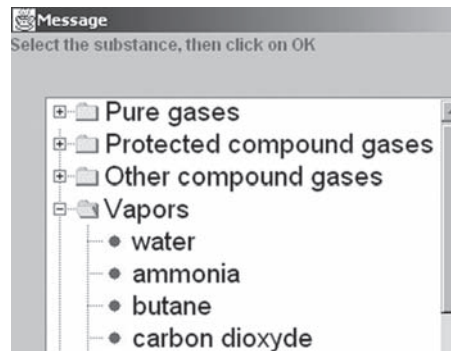 Message
Select the substance, then click on OK
Pure gases
Protected compound gases
Other compound gases
Vapors
water
ammonia
butane
carbon dioxyde